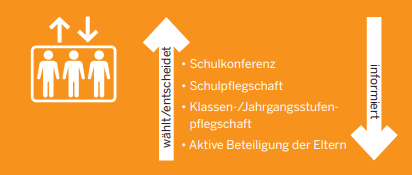 wählt/entscheidet
• Schulkonferenz
• Schulpflegschaft
• Klassen-/Jahrgangsstufen-
pflegschaft
• Aktive Beteiligung der Eltern
informiert